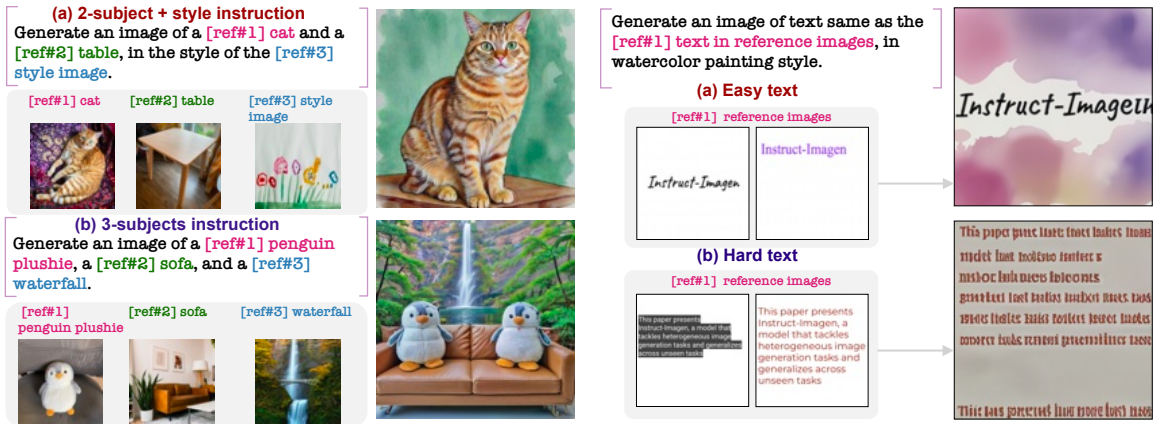 (a) 2-subject + style instruction
Generate an image of a [ref#1] cat and a
[ref#2] table, in the style of the [ref#3]
style image.
[ref#1] cat
[ref#2] table
[ref#3] style
image
(b) 3-subjects instruction
Generate an image of a [ref#1] penguin
plushie, a [ref#2] sofa, and a [ref#3]
waterfall.
[ref#1]
penguin plushie
[ref#2] sofa
[ref#3] waterfall
Generate an image of text same as the
[ref#1] text in reference images, in
watercolor painting style.
(a) Easy text
[ref#1] reference images
Instruct-Imagen
Instruct-Imagen
Instruct-Imagen
(b) Hard text
[ref#1] reference images
This paper presents
Instruct-Imagen, a model that
tackles heterogeneous image
generation tasks and generalizes
across unseen tasks
This paper presents
Instruct-Imagen, a
model that tackles
heterogeneous image
generation tasks and
generalizes across
unseen tasks
This paper
This